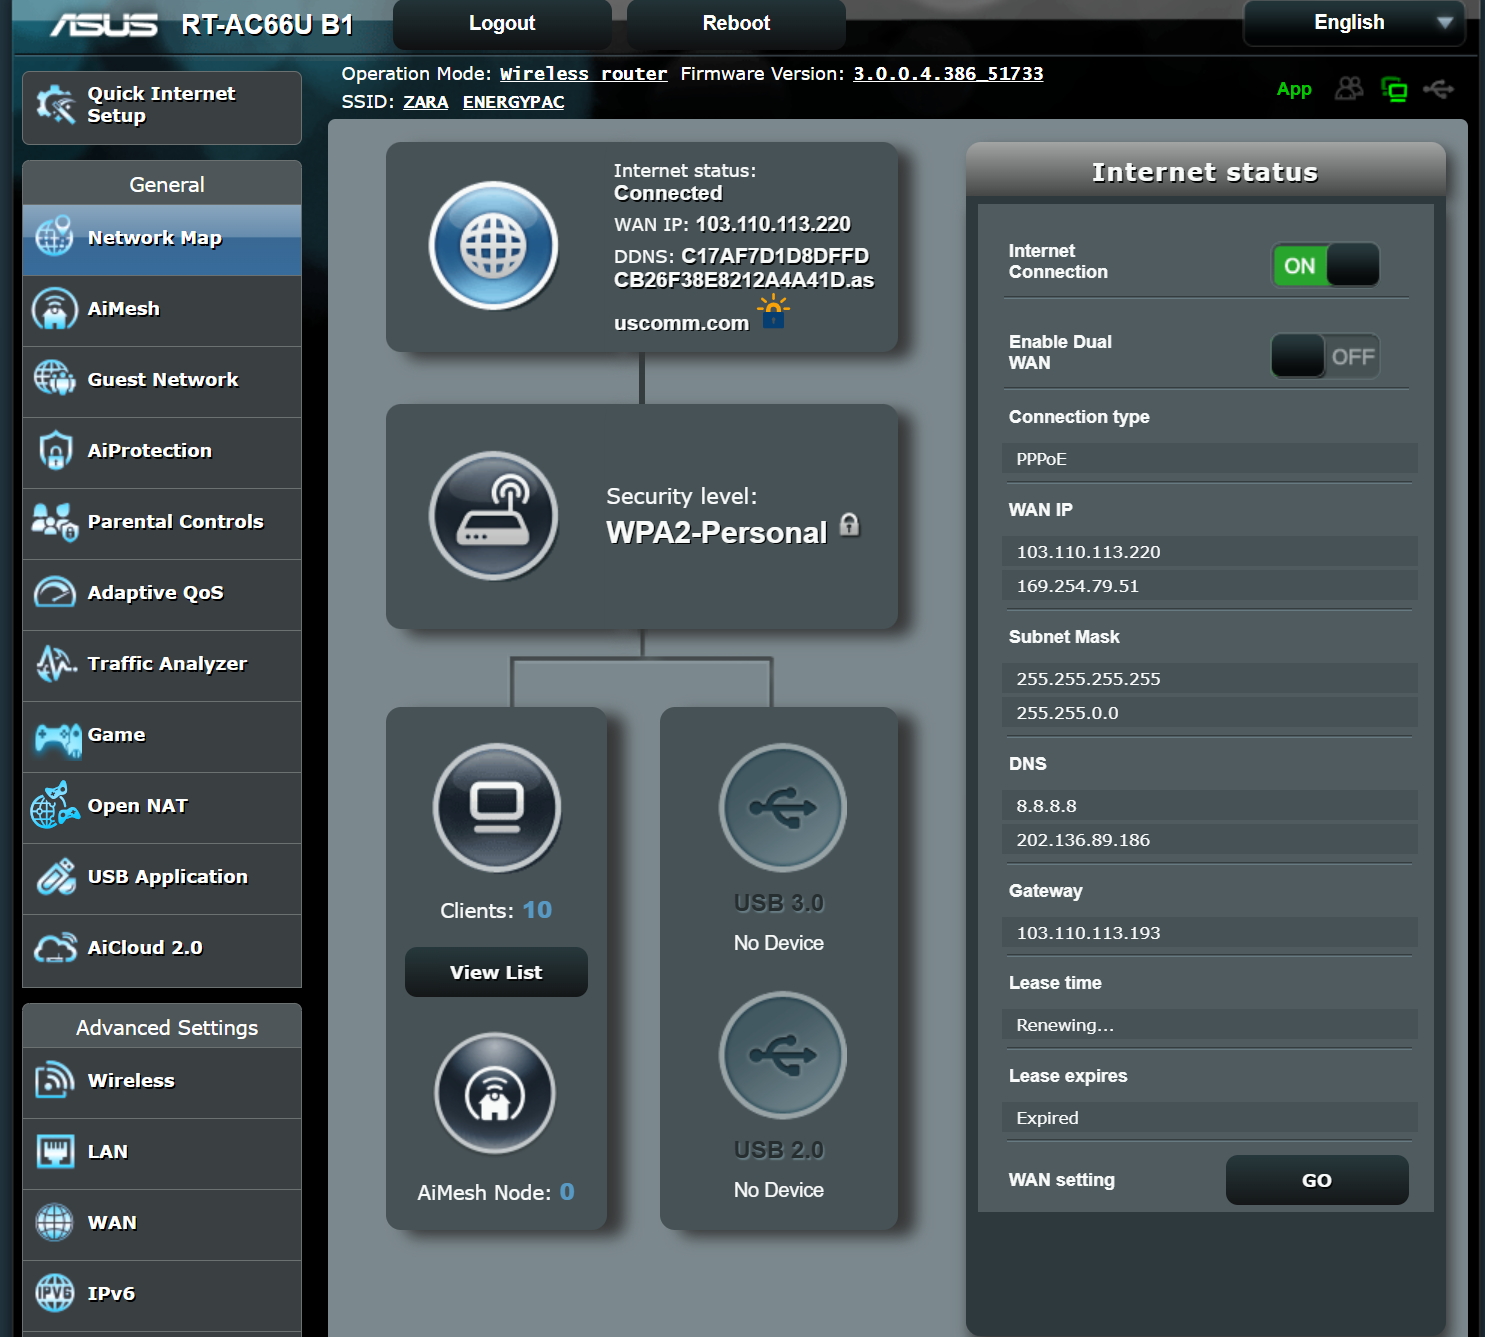 ASUS RT-AC66U B1
Logout
Reboot
English
Operation Mode: Wireless router Firmware Version: 3.0.0.4.386_51733
SSID: ZARA ENERGYPAC
App
Quick Internet
Setup
General
Network Map
AiMesh
Guest Network
AiProtection
Parental Controls
Adaptive QoS
Traffic Analyzer
Game
Open NAT
USB Application
AiCloud 2.0
Advanced Settings
Wireless
LAN
WAN
IPV6
IPv6
Internet status:
Connected
WAN IP: 103.110.113.220
DDNS: C17AF7D1D8DFFD
CB26F38E8212A4A41D.as
uscomm.com
Security level:
WPA2-Personal
Clients: 10
View List
AiMesh Node: 0
USB 3.0
No Device
USB 2.0
No Device
Internet status
Internet
Connection
ON
Enable Dual
WAN
OFF
Connection type
PPPoE
WAN IP
103.110.113.220
169.254.79.51
Subnet Mask
255.255.255.255
255.255.0.0
DNS
8.8.8.8
202.136.89.186
Gateway
103.110.113.193
Lease time
Renewing...
Lease expires
Expired
WAN setting
GO